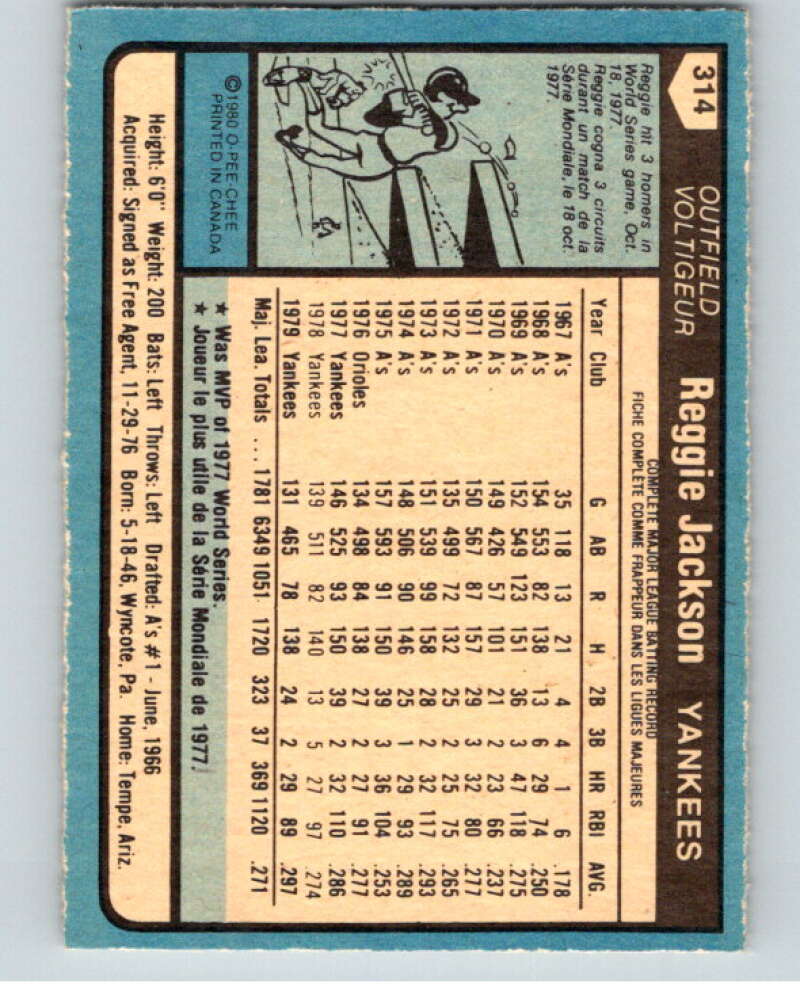 314
OUTFIELD
VOLTIGEUR
Reggie Jackson YANKEES
Reggie hit 3 homers in
World Series game, Oct.
18, 1977.
Reggie cogna 3 circuits
durant un match de la
Série Mondiale, le 18 oct.
1977.
©1980 O-PEE-CHEE
PRINTED IN CANADA
COMPLETE MAJOR LEAGUE BATTING RECORD
FICHE COMPLÈTE COMME FRAPPEUR DANS LES LIGUES MAJEURES
Year Club G AB R H 2B 3B HR RBI AVG.
1967 A's 35 118 13 21 4 4 1 6 .178
1968 A's 154 553 82 138 13 6 29 74 .250
1969 A's 152 549 123 151 36 3 47 118 .275
1970 A's 149 426 57 101 21 2 23 66 .237
1971 A's 150 567 87 157 29 3 32 80 .277
1972 A's 135 499 72 132 25 2 25 75 .265
1973 A's 151 539 99 158 28 2 32 117 .293
1974 A's 148 506 90 146 25 1 29 93 .289
1975 A's 157 593 91 150 39 3 36 104 .253
1976 Orioles 134 498 84 138 27 2 27 91 .277
1977 Yankees 146 525 93 150 39 2 32 110 .286
1978 Yankees 139 511 82 140 13 5 27 97 .274
1979 Yankees 131 465 78 138 24 2 29 89 .297
Maj. Lea. Totals ... 1781 6349 1051 1720 323 37 369 1120 .271
★ Was MVP of 1977 World Series.
★ Joueur le plus utile de la Série Mondiale de 1977.
Height: 6'0" Weight: 200 Bats: Left Throws: Left Drafted: A's #1 - June, 1966
Acquired: Signed as Free Agent, 11-29-76 Born: 5-18-46, Wyncote, Pa. Home: Tempe, Ariz.